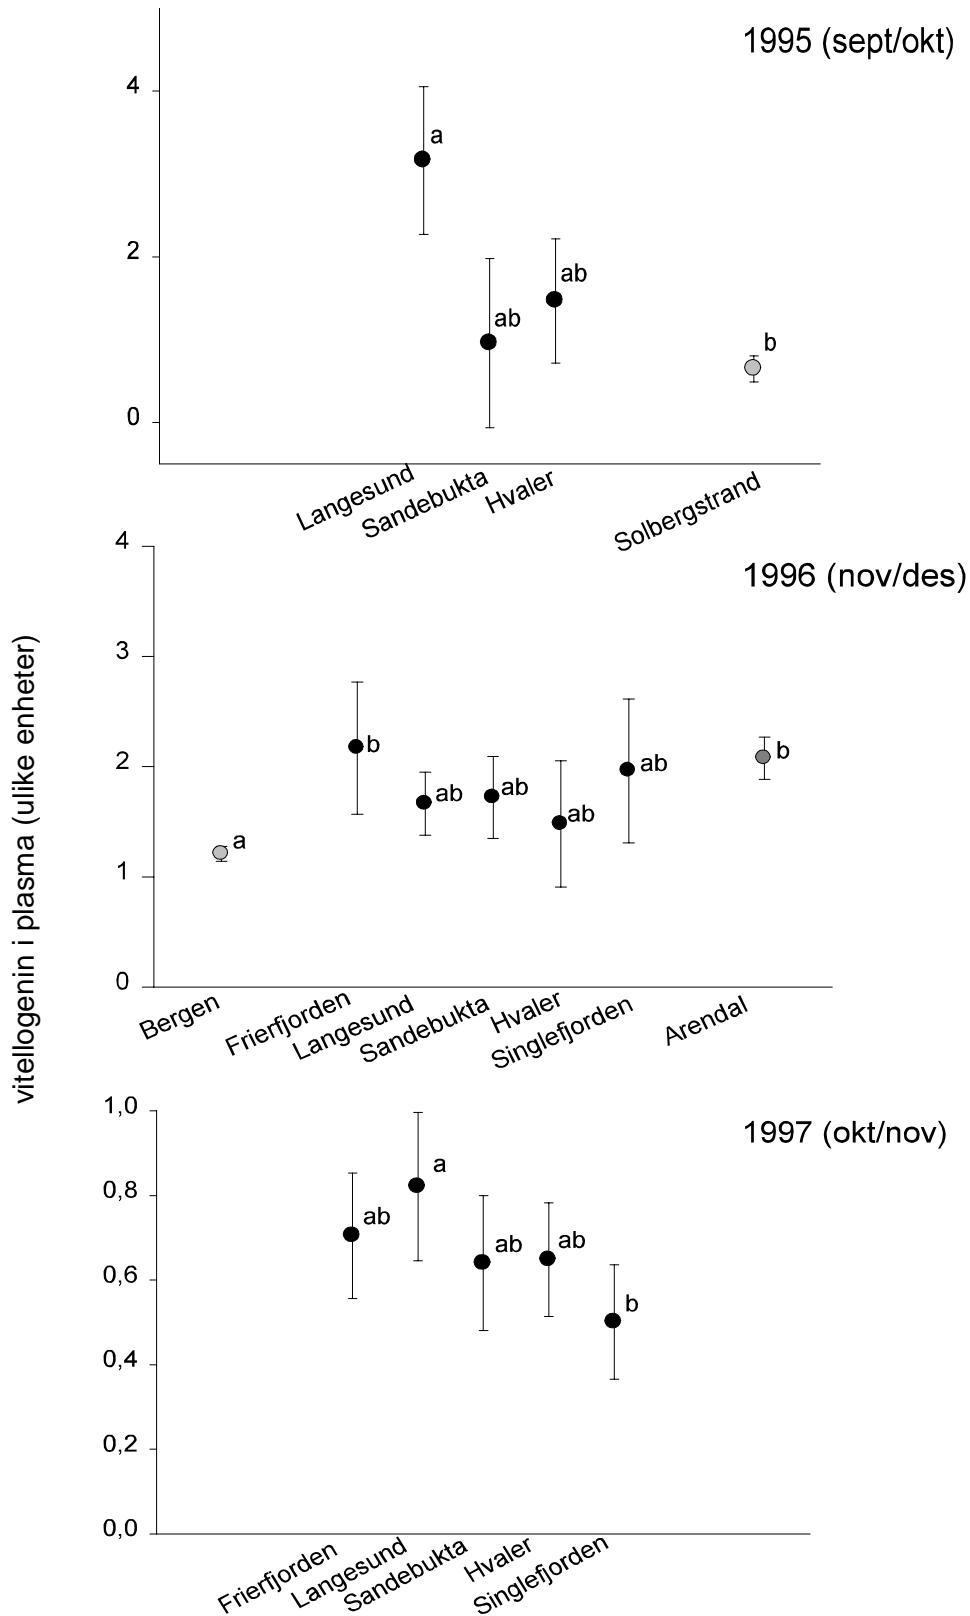 1995 (sept/okt)
4
a
2
ab
ab
b
0
Langesund
Sandebukta
Hvaler
Solbergstrand
vitellogenin i plasma (ulike enheter)
1996 (nov/des)
4
3
2
b
ab
ab
ab
ab
b
a
1
0
Bergen
Frierfjorden
Langesund
Sandebukta
Hvaler
Singlefjorden
Arendal
1997 (okt/nov)
1,0
a
0,8
ab
ab
ab
0,6
b
0,4
0,2
0,0
Frierfjorden
Langesund
Sandebukta
Hvaler
Singlefjorden